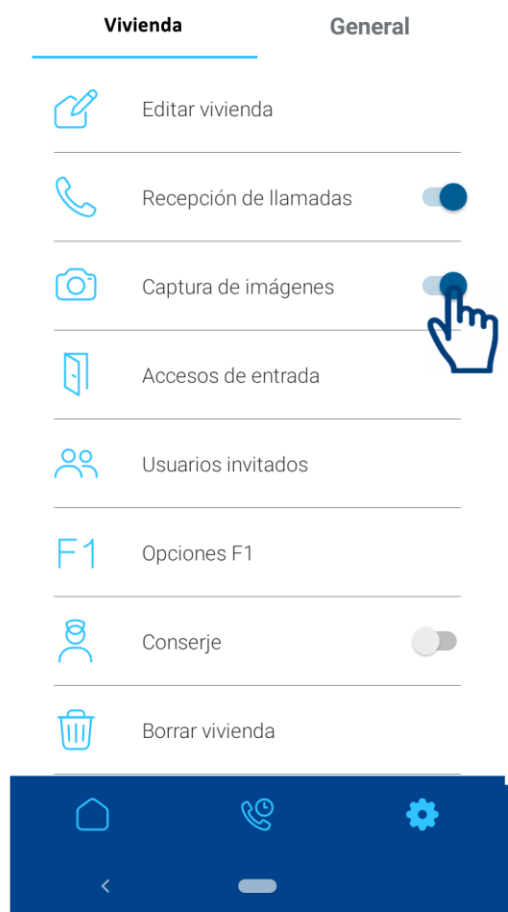 Vivienda
General
Editar vivienda
Recepción de llamadas
Captura de imágenes
Accesos de entrada
Usuarios invitados
F1
Opciones F1
Conserje
Borrar vivienda